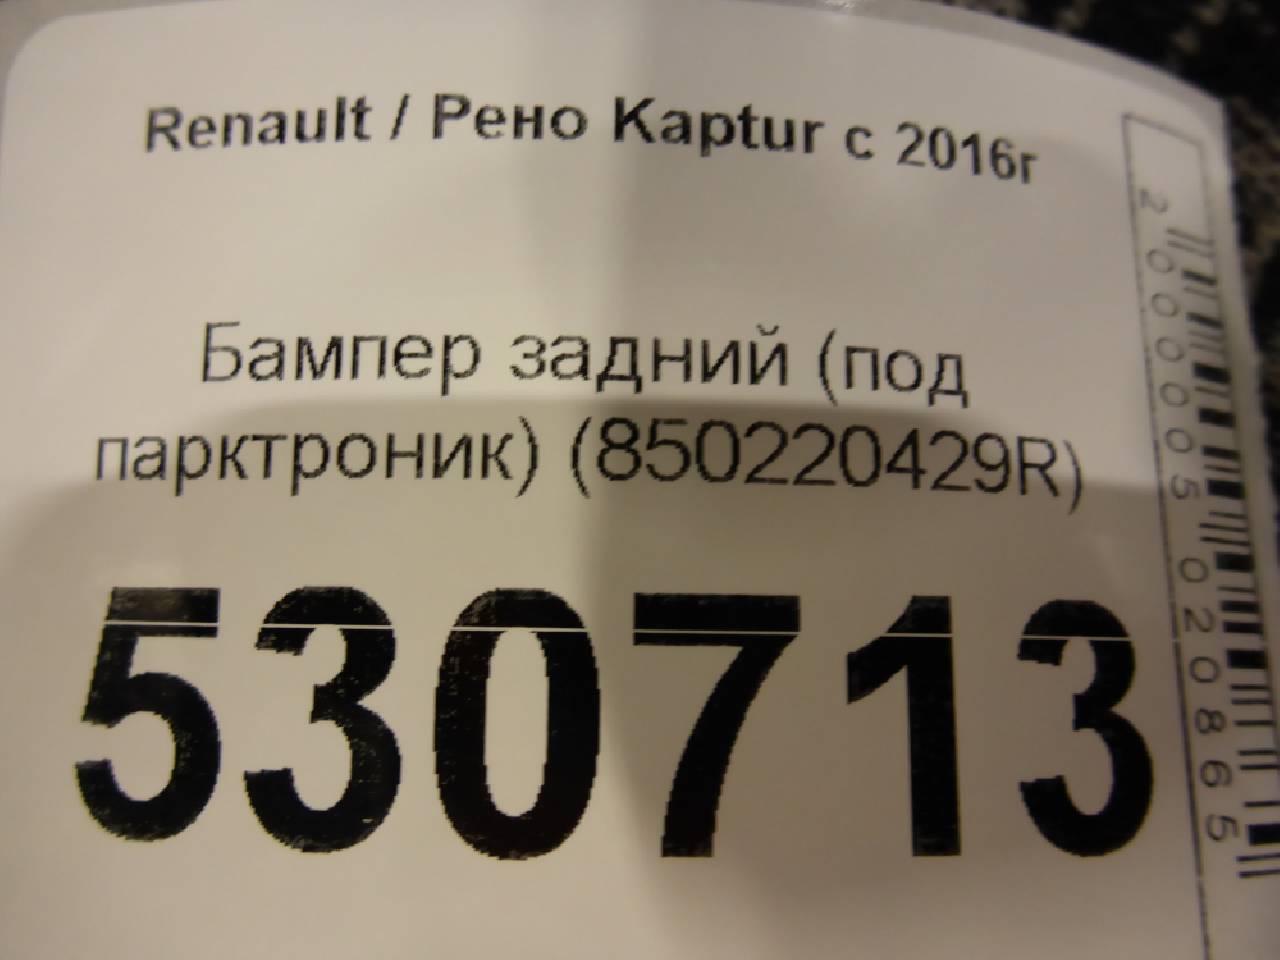 Renault / Рено Kaptur с 2016г
Бампер задний (под
парктроник) (850220429R)
530713
2000005020865